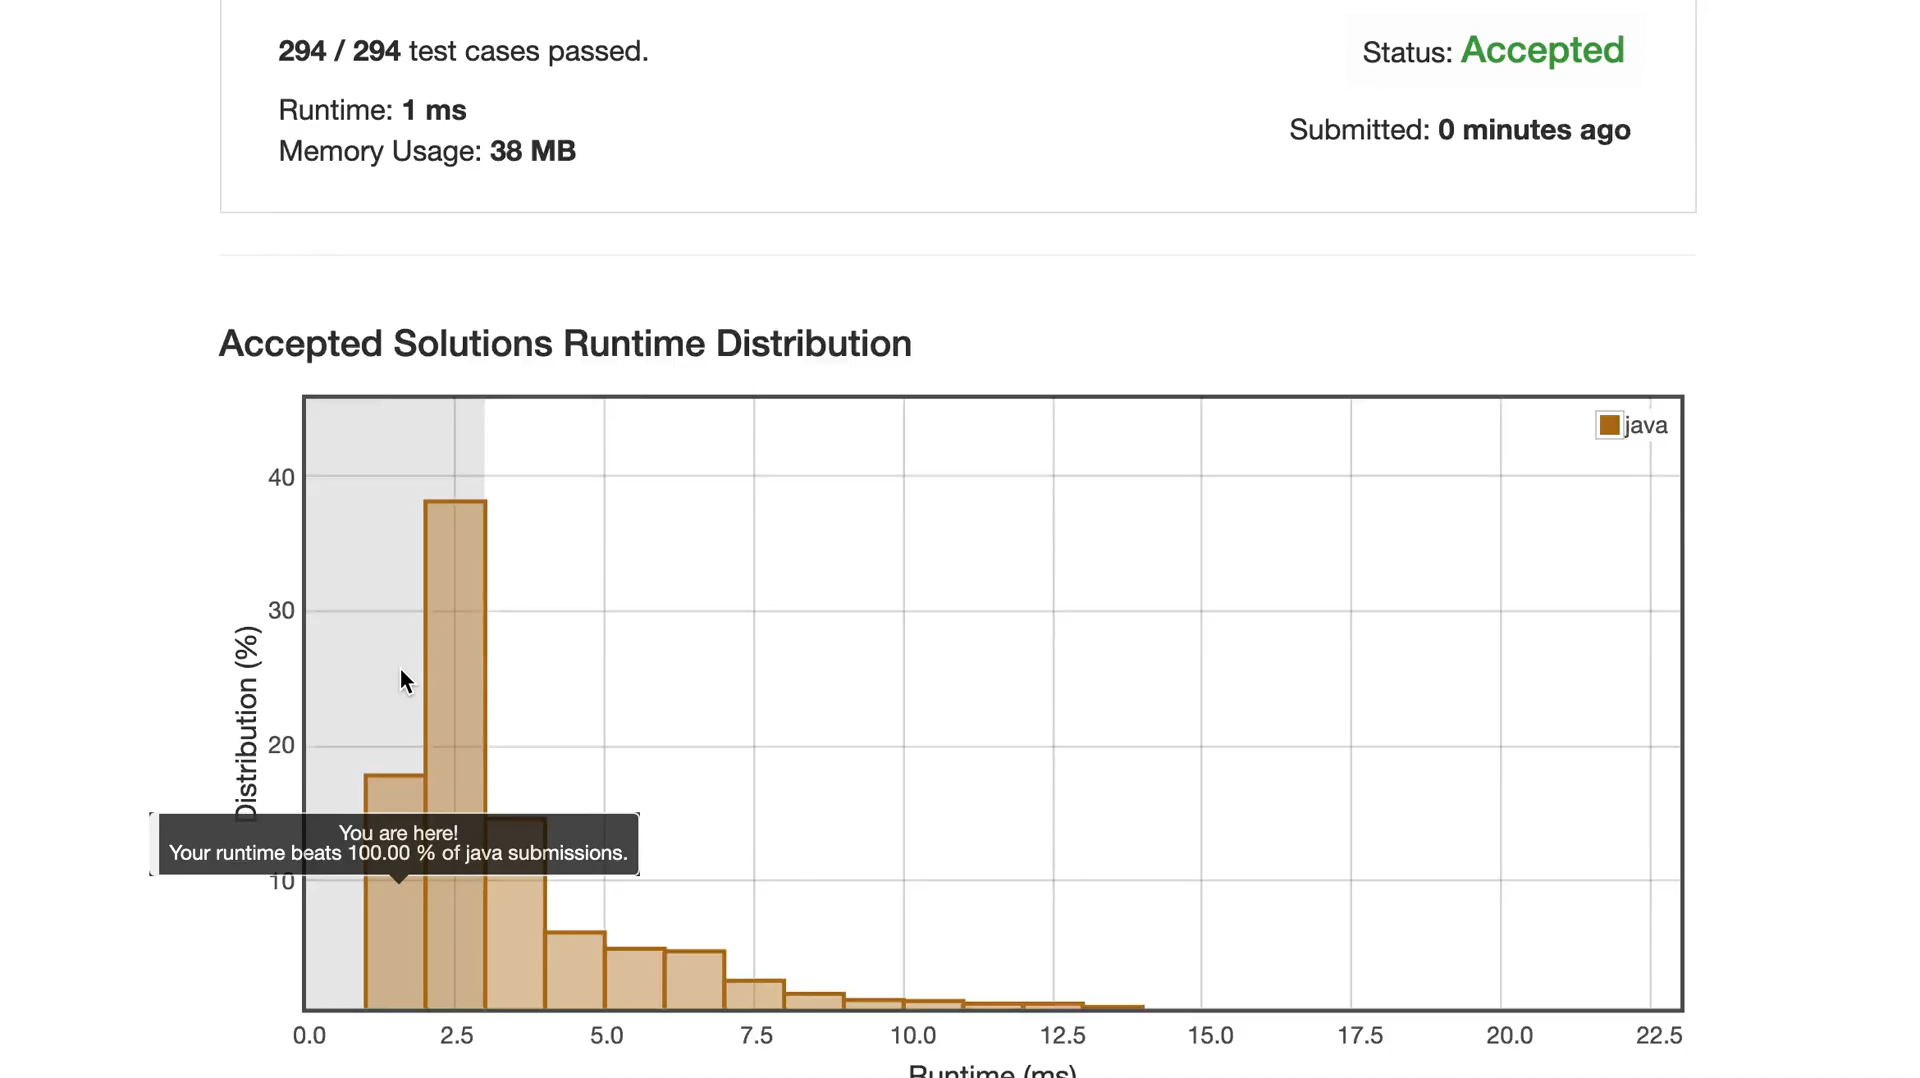 294 / 294 test cases passed.
Status: Accepted
Runtime: 1 ms
Submitted: 0 minutes ago
Memory Usage: 38 MB
Accepted Solutions Runtime Distribution
java
40
30
20
10
Distribution (%)
You are here!
Your runtime beats 100.00 % of java submissions.
0.0 2.5 5.0 7.5 10.0 12.5 15.0 17.5 20.0 22.5
Runtime (ms)